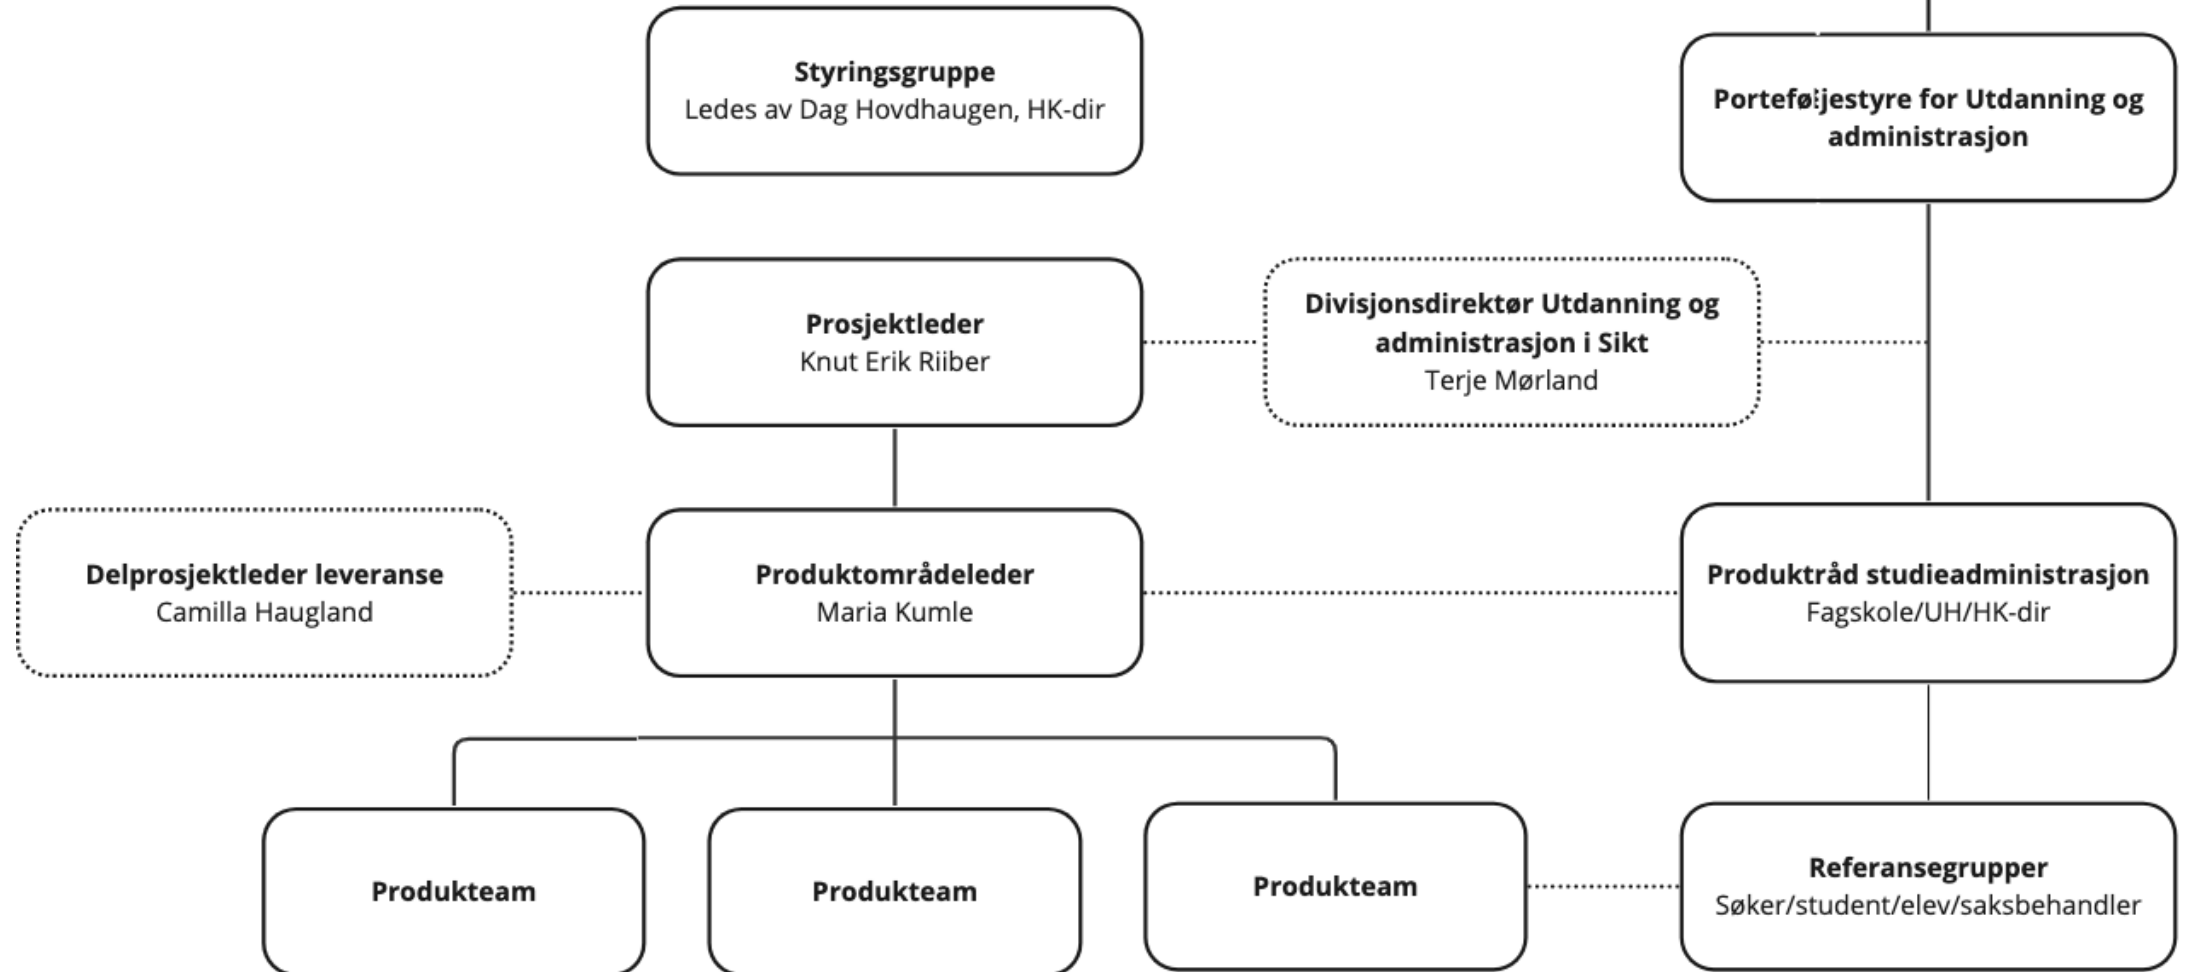 Styringsgruppe
Ledes av Dag Hovdhaugen, HK-dir
Porteføljestyre for Utdanning og
administrasjon
Prosjektleder
Knut Erik Riiber
Divisjonsdirektør Utdanning og
administrasjon i Sikt
Terje Mørland
Delprosjektleder leveranse
Camilla Haugland
Produktområdeleder
Maria Kumle
Produktråd studieadministrasjon
Fagskole/UH/HK-dir
Produkteam
Produkteam
Produkteam
Referansegrupper
Søker/student/elev/saksbehandler